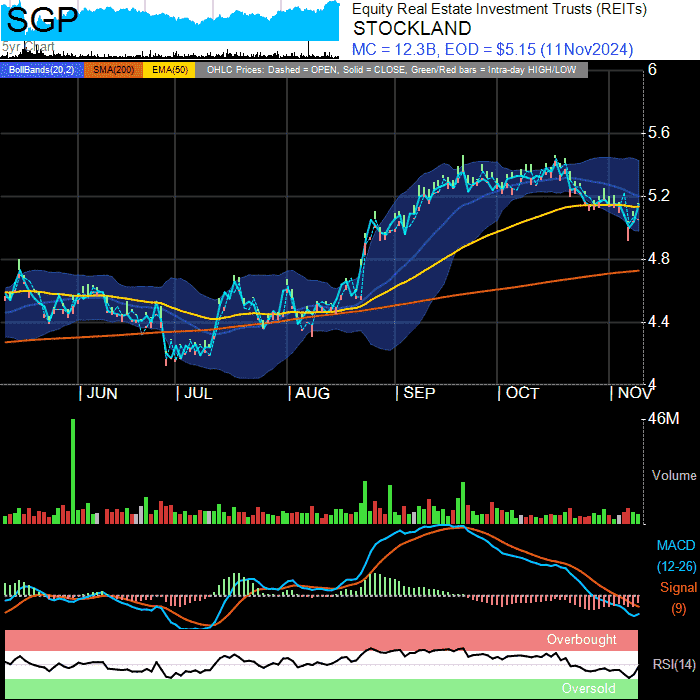 SGP
5yr Chart
Equity Real Estate Investment Trusts (REITs)
STOCKLAND
MC = 12.3B, EOD = $5.15 (11Nov2024)
BollBands(20,2) SMA(200) EMA(50) OHLC Prices: Dashed = OPEN, Solid = CLOSE, Green/Red bars = Intra-day HIGH/LOW
6
5.6
5.2
4.8
4.4
4
JUN JUL AUG SEP OCT NOV
46M
Volume
MACD
(12-26)
Signal
(9)
Overbought
RSI(14)
Oversold